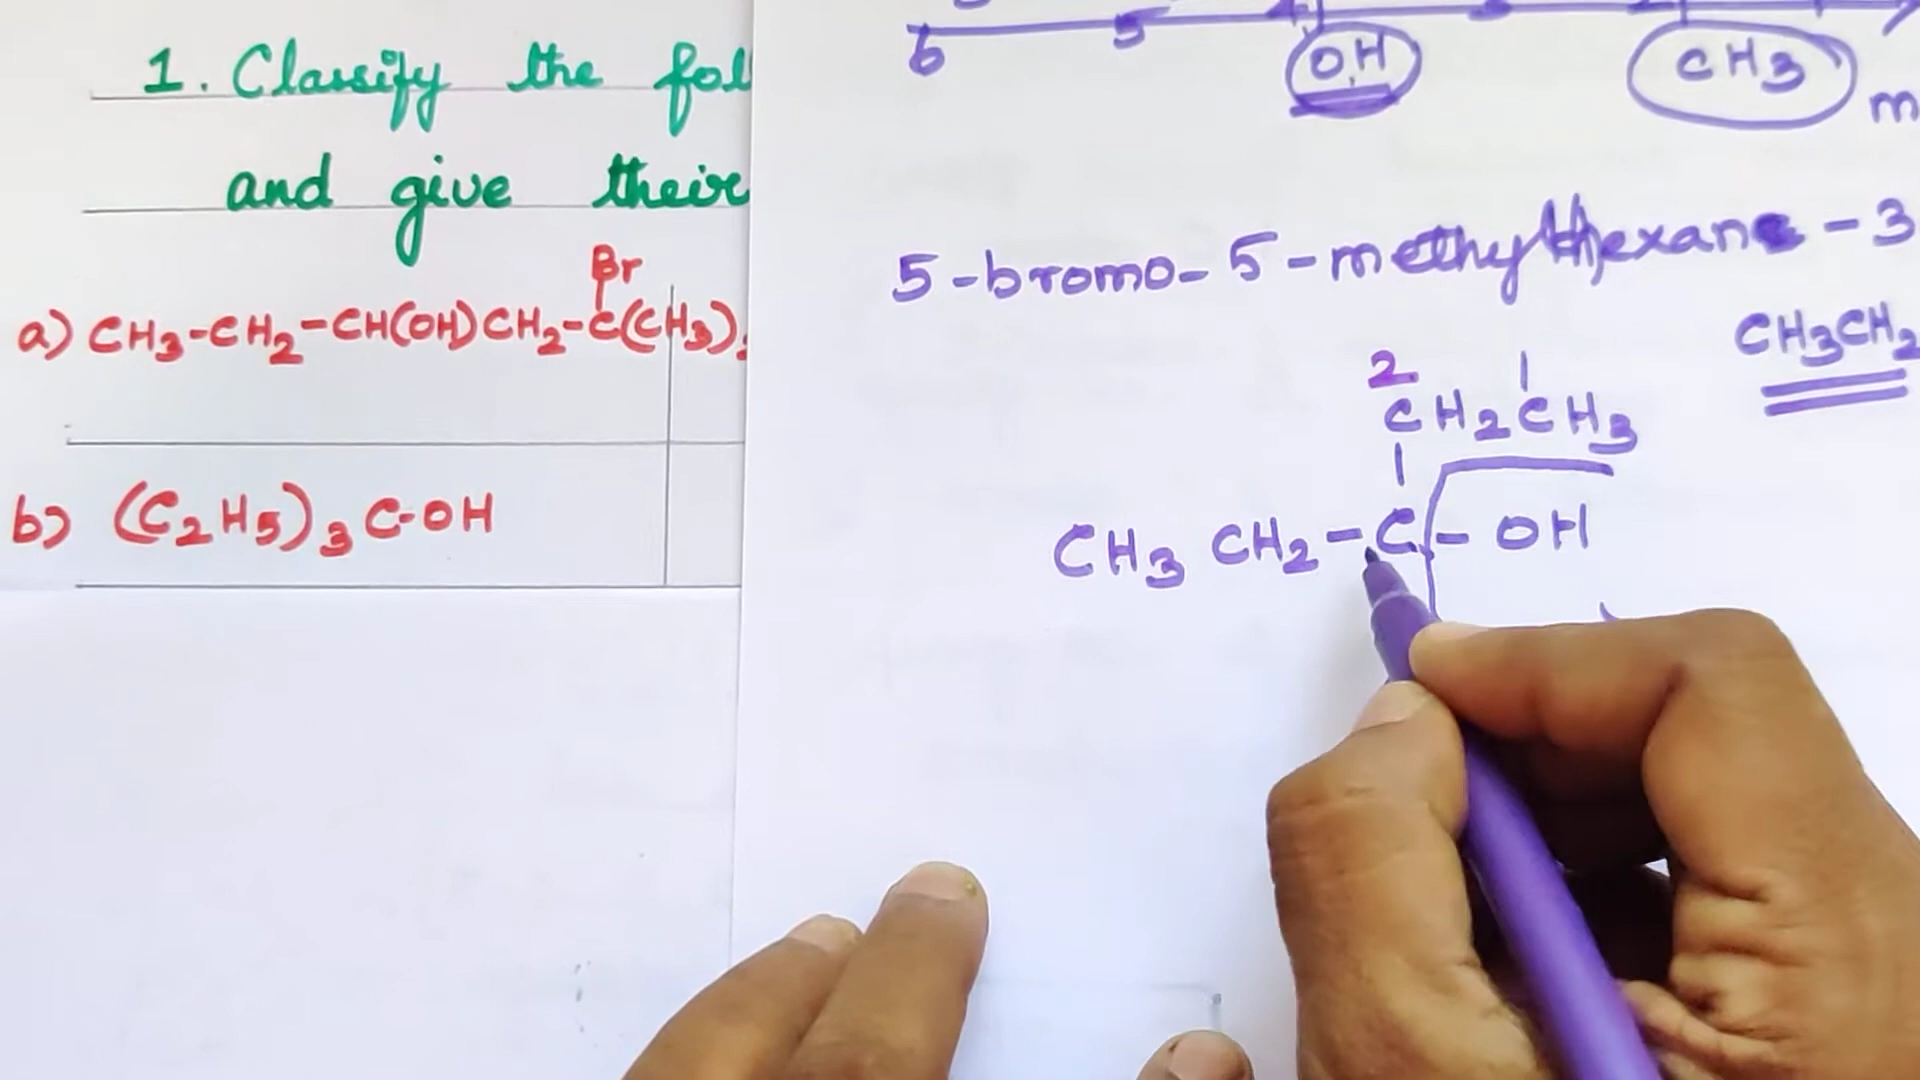 1. Classify the fol
and give their
Br
a) CH3-CH2-CH(OH)CH2-C(CH3)2
b) (C2H5)3C-OH
6 5
OH CH3
m
5-bromo-5-methylhexane-3
CH3CH2
2 1
CH2CH3
CH3 CH2-C-OH